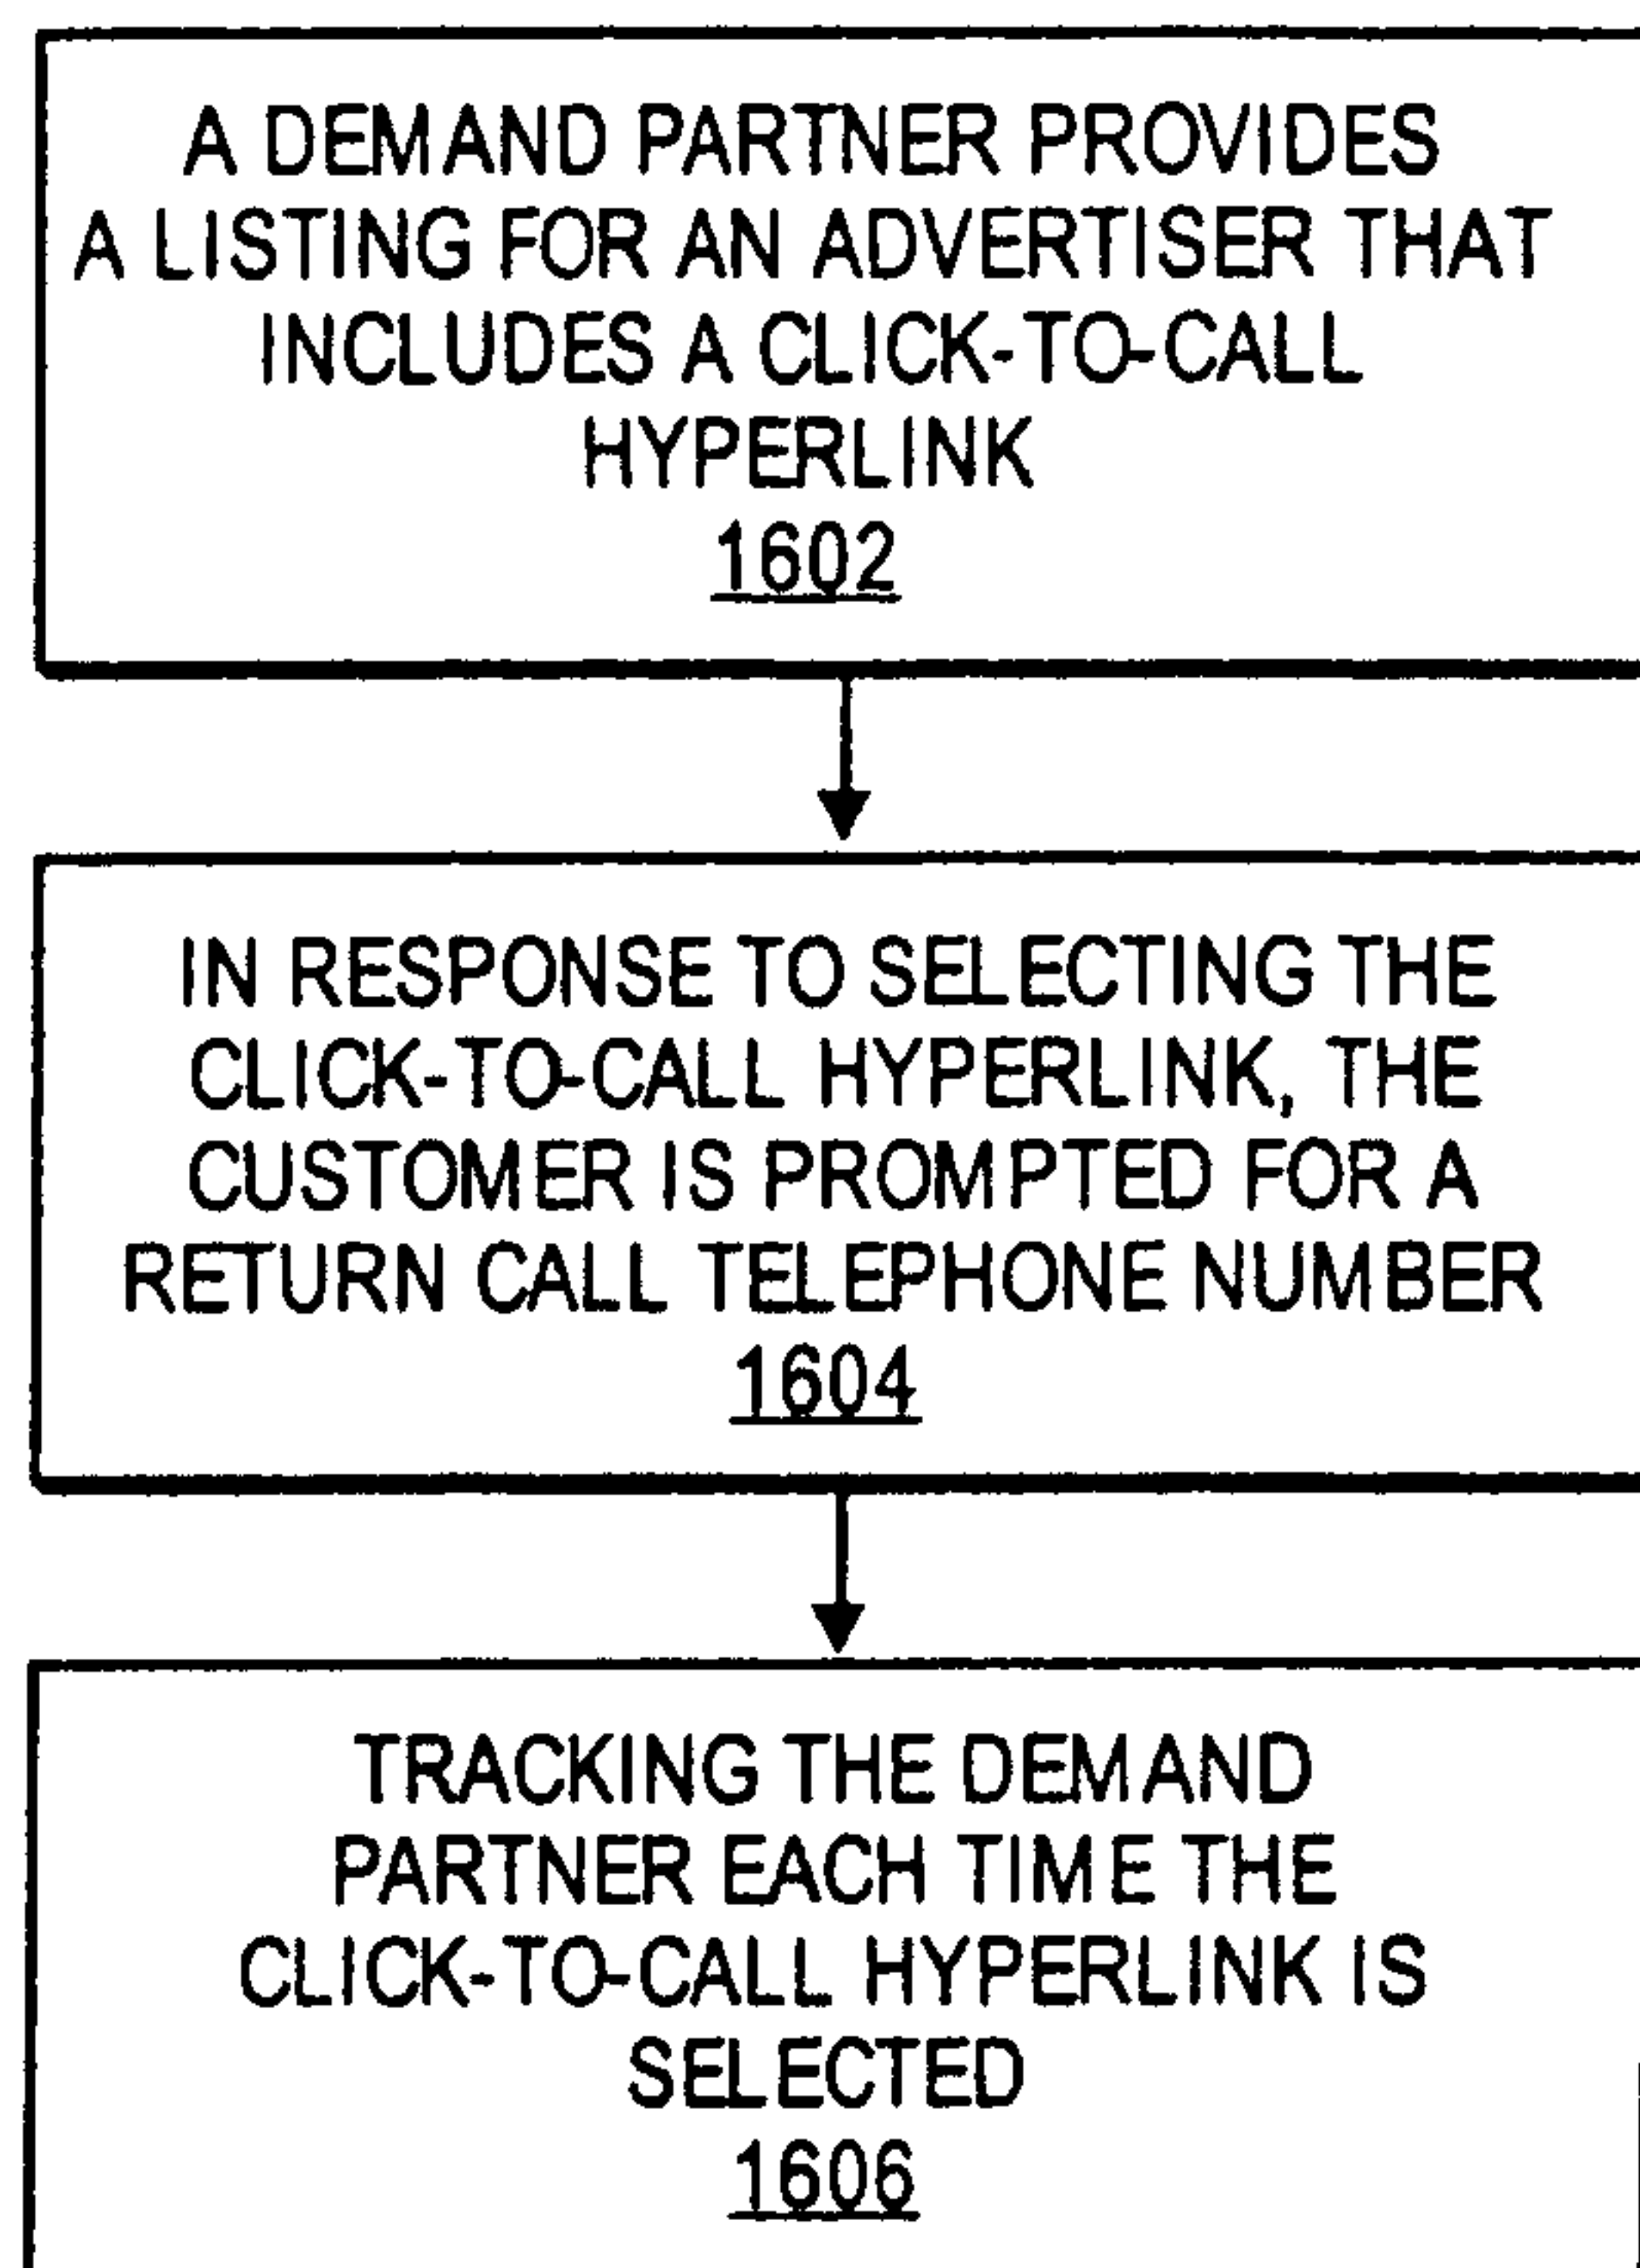 A DEMAND PARTNER PROVIDES
A LISTING FOR AN ADVERTISER THAT
INCLUDES A CLICK-TO-CALL
HYPERLINK
1602
IN RESPONSE TO SELECTING THE
CLICK-TO-CALL HYPERLINK, THE
CUSTOMER IS PROMPTED FOR A
RETURN CALL TELEPHONE NUMBER
1604
TRACKING THE DEMAND
PARTNER EACH TIME THE
CLICK-TO-CALL HYPERLINK IS
SELECTED
1606